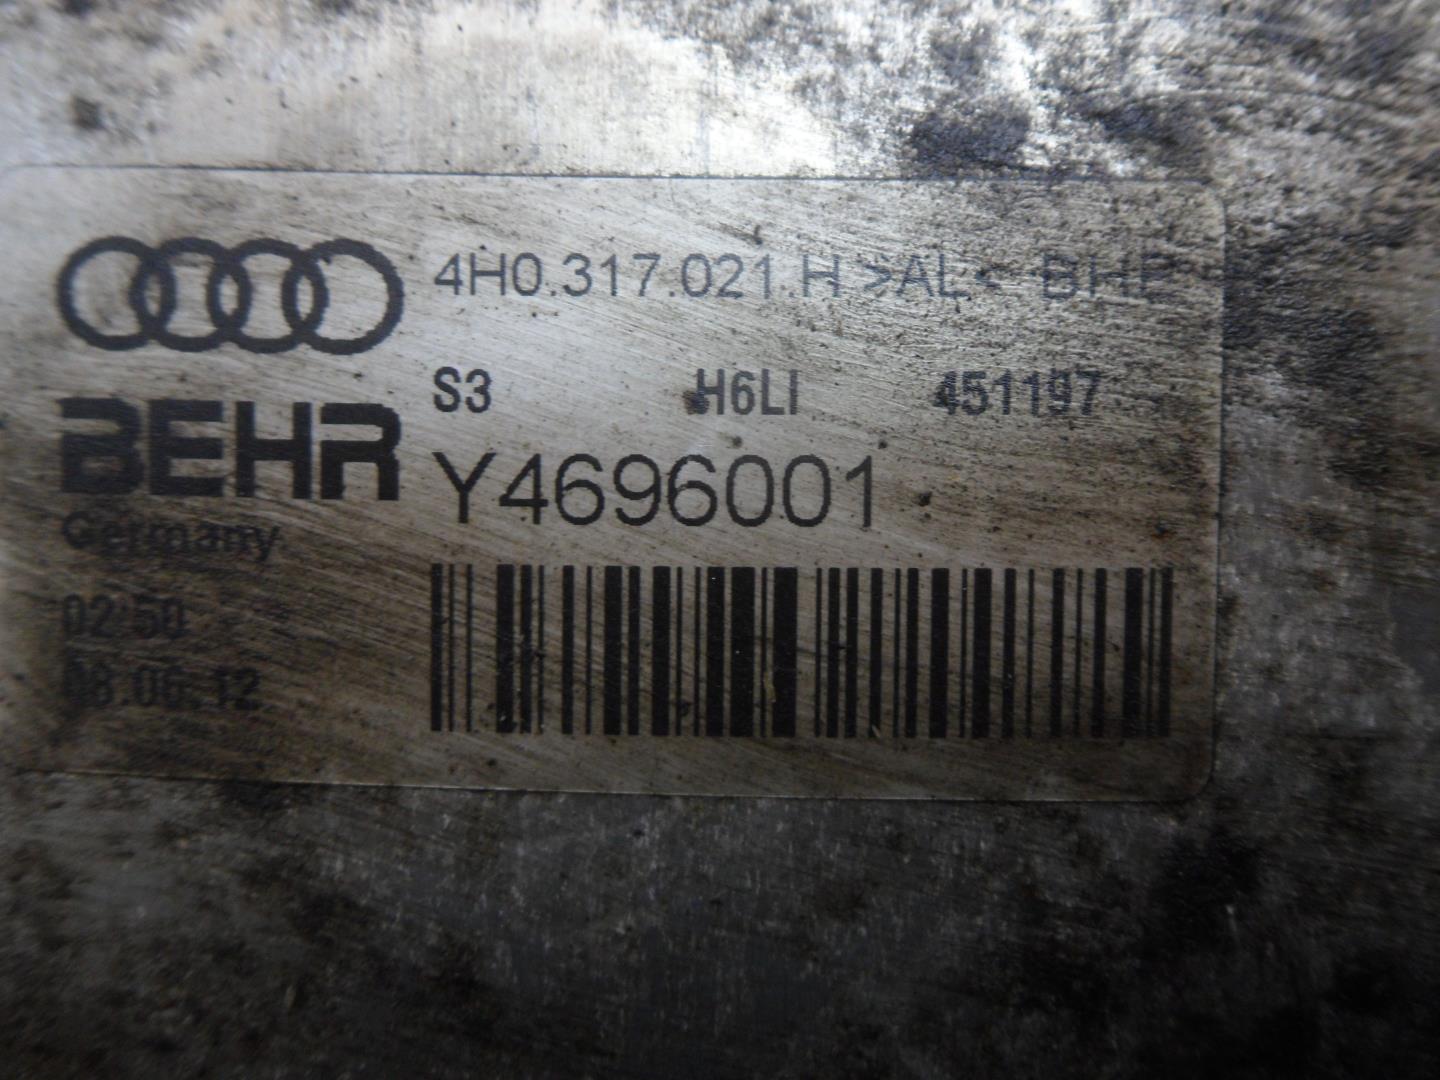 4H0.317.021.H >AL< BHE
S3 H6LI 451197
BEHR
Y4696001
Germany
02:50
08.06.12